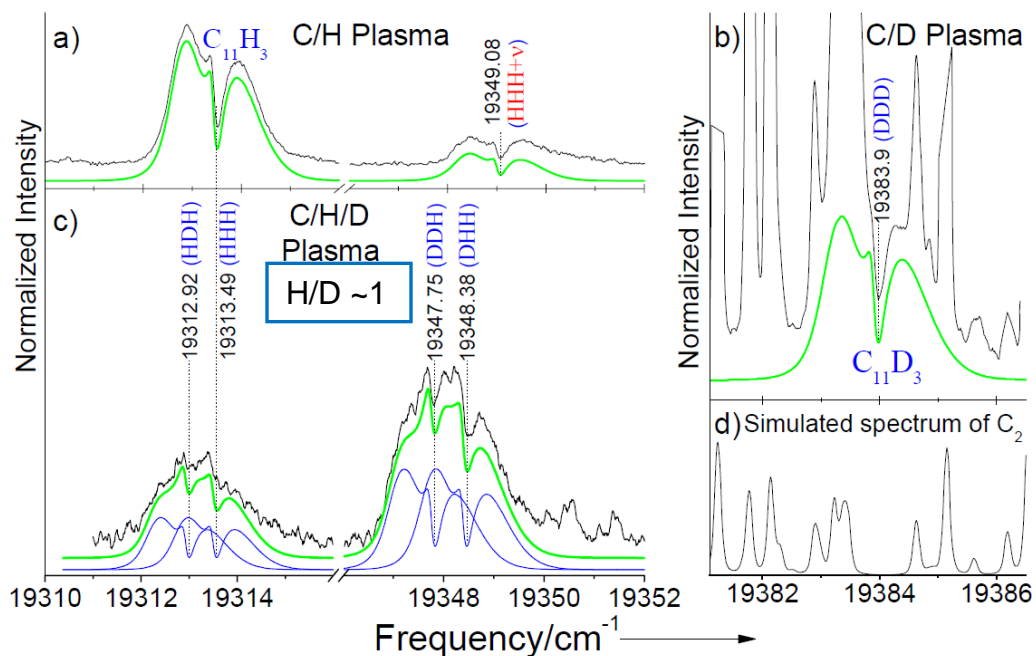 a)
C/H Plasma
C₁₁H₃
19349.08
(HHH+ν)
b)
C/D Plasma
19383.9 (DDD)
C₁₁D₃
c)
C/H/D
Plasma
H/D ~1
19312.92 (HDH)
19313.49 (HHH)
19347.75 (DDH)
19348.38 (DHH)
d) Simulated spectrum of C₂
Normalized Intensity
Normalized Intensity
19310
19312
19314
19348
19350
19352
19382
19384
19386
Frequency/cm⁻¹